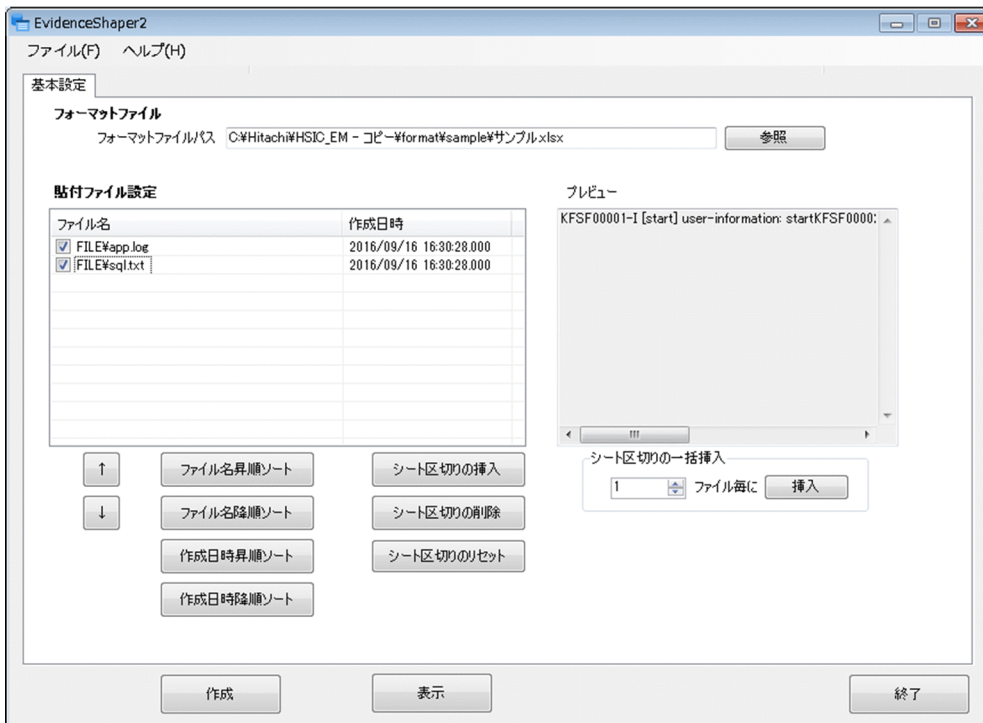 EvidenceShaper2
ファイル(F) ヘルプ(H)
基本設定
フォーマットファイル
フォーマットファイルパス C:¥Hitachi¥HSIC_EM - コピー¥format¥sample¥サンプル.xlsx 参照
貼付ファイル設定
ファイル名 作成日時
FILE¥app.log 2016/09/16 16:30:28.000
FILE¥sql.txt 2016/09/16 16:30:28.000
プレビュー
KFSF00001-I [start] user-information: startKFSF0000
↑ ファイル名昇順ソート シート区切りの挿入
↓ ファイル名降順ソート シート区切りの削除
作成日時昇順ソート シート区切りのリセット
作成日時降順ソート
シート区切りの一括挿入
1 ファイル毎に 挿入
作成 表示 終了